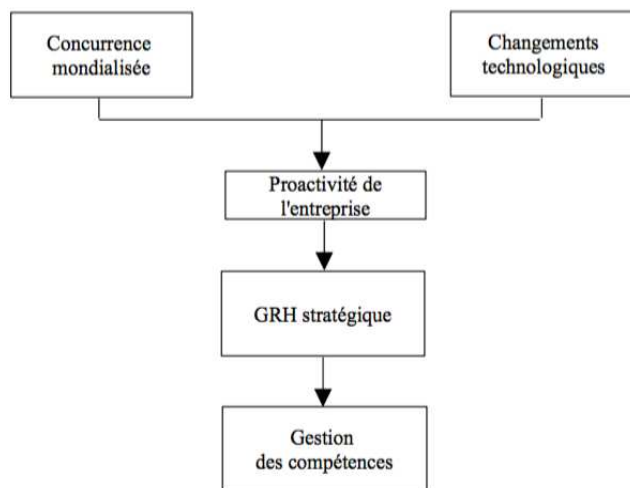 Concurrence
mondialisée
Changements
technologiques
Proactivité de
l'entreprise
GRH stratégique
Gestion
des compétences